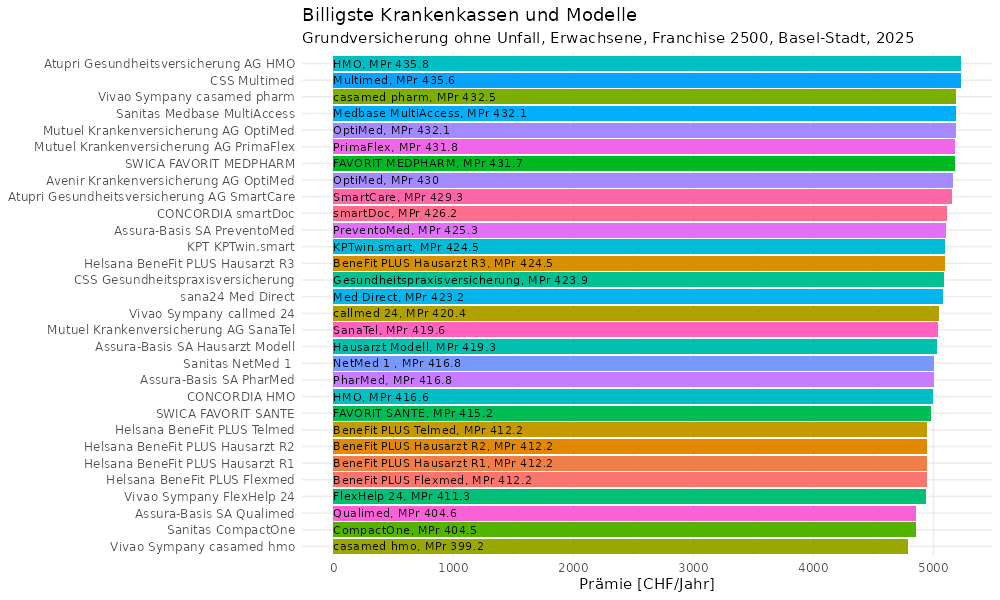 Billigste Krankenkassen und Modelle
Grundversicherung ohne Unfall, Erwachsene, Franchise 2500, Basel-Stadt, 2025
Atupri Gesundheitsversicherung AG HMO HMO, MPr 435.8
CSS Multimed Multimed, MPr 435.6
Vivao Sympany casamed pharm casamed pharm, MPr 432.5
Sanitas Medbase MultiAccess Medbase MultiAccess, MPr 432.1
Mutuel Krankenversicherung AG OptiMed OptiMed, MPr 432.1
Mutuel Krankenversicherung AG PrimaFlex PrimaFlex, MPr 431.8
SWICA FAVORIT MEDPHARM FAVORIT MEDPHARM, MPr 431.7
Avenir Krankenversicherung AG OptiMed OptiMed, MPr 430
Atupri Gesundheitsversicherung AG SmartCare SmartCare, MPr 429.3
CONCORDIA smartDoc smartDoc, MPr 426.2
Assura-Basis SA PreventoMed PreventoMed, MPr 425.3
KPT KPTwin.smart KPTwin.smart, MPr 424.5
Helsana BeneFit PLUS Hausarzt R3 BeneFit PLUS Hausarzt R3, MPr 424.5
CSS Gesundheitspraxisversicherung Gesundheitspraxisversicherung, MPr 423.9
sana24 Med Direct Med Direct, MPr 423.2
Vivao Sympany callmed 24 callmed 24, MPr 420.4
Mutuel Krankenversicherung AG SanaTel SanaTel, MPr 419.6
Assura-Basis SA Hausarzt Modell Hausarzt Modell, MPr 419.3
Sanitas NetMed 1 NetMed 1 , MPr 416.8
Assura-Basis SA PharMed PharMed, MPr 416.8
CONCORDIA HMO HMO, MPr 416.6
SWICA FAVORIT SANTE FAVORIT SANTE, MPr 415.2
Helsana BeneFit PLUS Telmed BeneFit PLUS Telmed, MPr 412.2
Helsana BeneFit PLUS Hausarzt R2 BeneFit PLUS Hausarzt R2, MPr 412.2
Helsana BeneFit PLUS Hausarzt R1 BeneFit PLUS Hausarzt R1, MPr 412.2
Helsana BeneFit PLUS Flexmed BeneFit PLUS Flexmed, MPr 412.2
Vivao Sympany FlexHelp 24 FlexHelp 24, MPr 411.3
Assura-Basis SA Qualimed Qualimed, MPr 404.6
Sanitas CompactOne CompactOne, MPr 404.5
Vivao Sympany casamed hmo casamed hmo, MPr 399.2
0 1000 2000 3000 4000 5000
Prämie [CHF/Jahr]